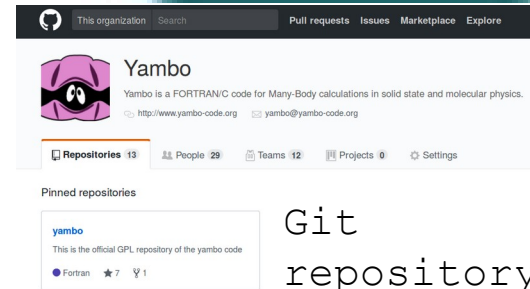 This organization Search Pull requests Issues Marketplace Explore
Yambo
Yambo is a FORTRAN/C code for Many-Body calculations in solid state and molecular physics.
http://www.yambo-code.org yambo@yambo-code.org
Repositories 13 People 29 Teams 12 Projects 0 Settings
Pinned repositories
yambo
This is the official GPL repository of the yambo code
Fortran 7 1
Git
repository